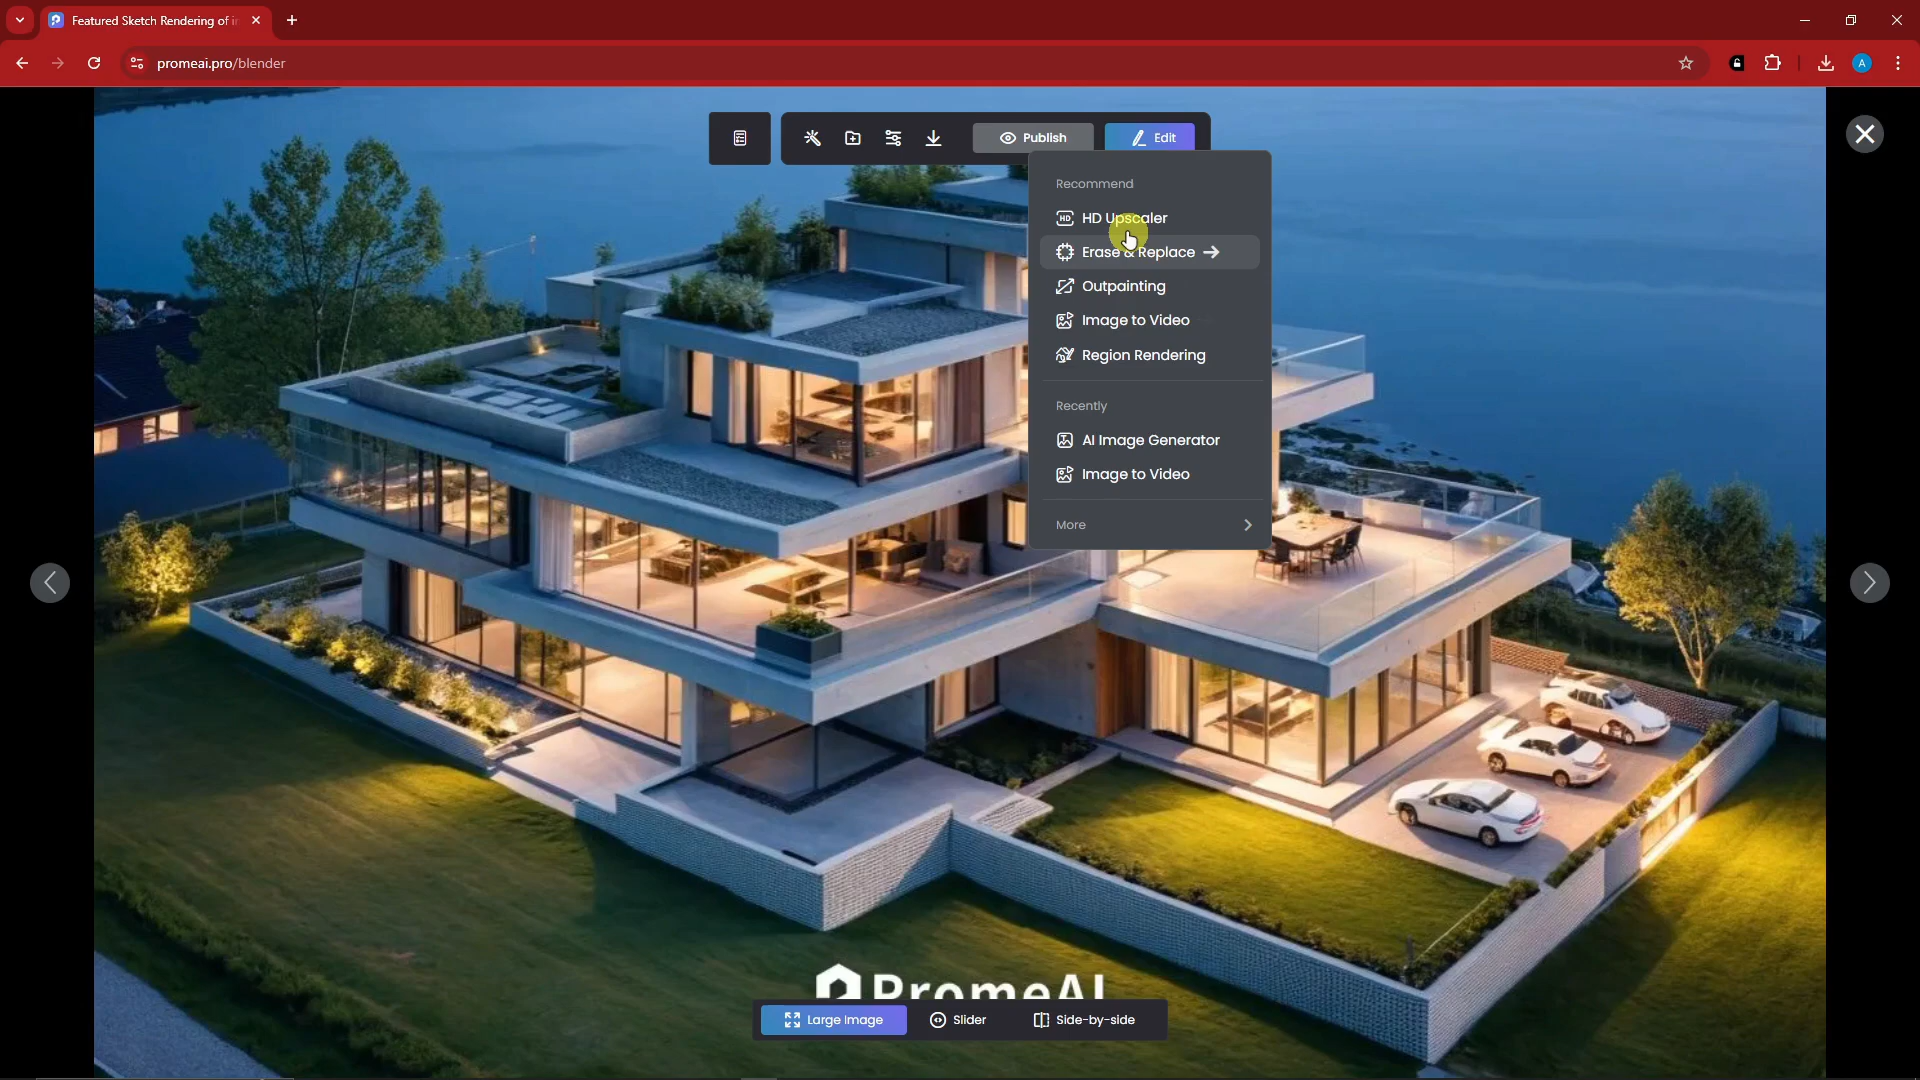 Featured Sketch Rendering of i
promeai.pro/blender
A
Publish
Edit
Recommend
HD HD Upscaler
Erase & Replace
Outpainting
Image to Video
Region Rendering
Recently
AI Image Generator
Image to Video
More
PromeAI
Large Image
Slider
Side-by-side